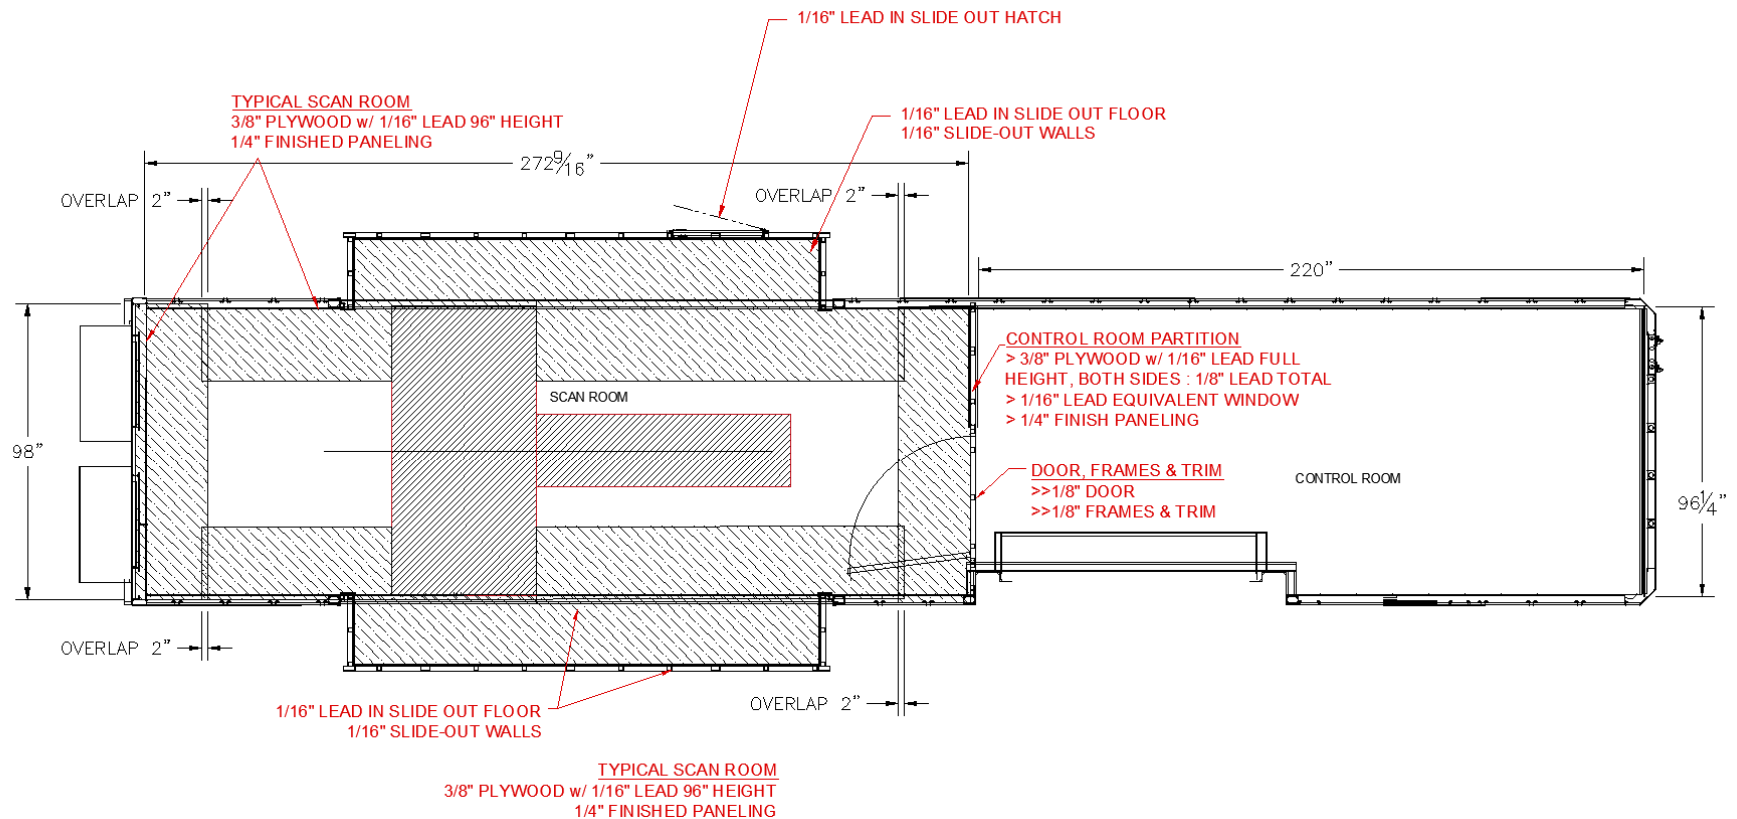 1/16" LEAD IN SLIDE OUT HATCH
TYPICAL SCAN ROOM
3/8" PLYWOOD w/ 1/16" LEAD 96" HEIGHT
1/4" FINISHED PANELING
1/16" LEAD IN SLIDE OUT FLOOR
1/16" SLIDE-OUT WALLS
272 9/16"
OVERLAP 2"
OVERLAP 2"
220"
CONTROL ROOM PARTITION
> 3/8" PLYWOOD w/ 1/16" LEAD FULL
HEIGHT, BOTH SIDES : 1/8" LEAD TOTAL
> 1/16" LEAD EQUIVALENT WINDOW
> 1/4" FINISH PANELING
SCAN ROOM
98"
DOOR, FRAMES & TRIM
>>1/8" DOOR
>>1/8" FRAMES & TRIM
CONTROL ROOM
96 1/4"
OVERLAP 2"
OVERLAP 2"
1/16" LEAD IN SLIDE OUT FLOOR
1/16" SLIDE-OUT WALLS
TYPICAL SCAN ROOM
3/8" PLYWOOD w/ 1/16" LEAD 96" HEIGHT
1/4" FINISHED PANELING